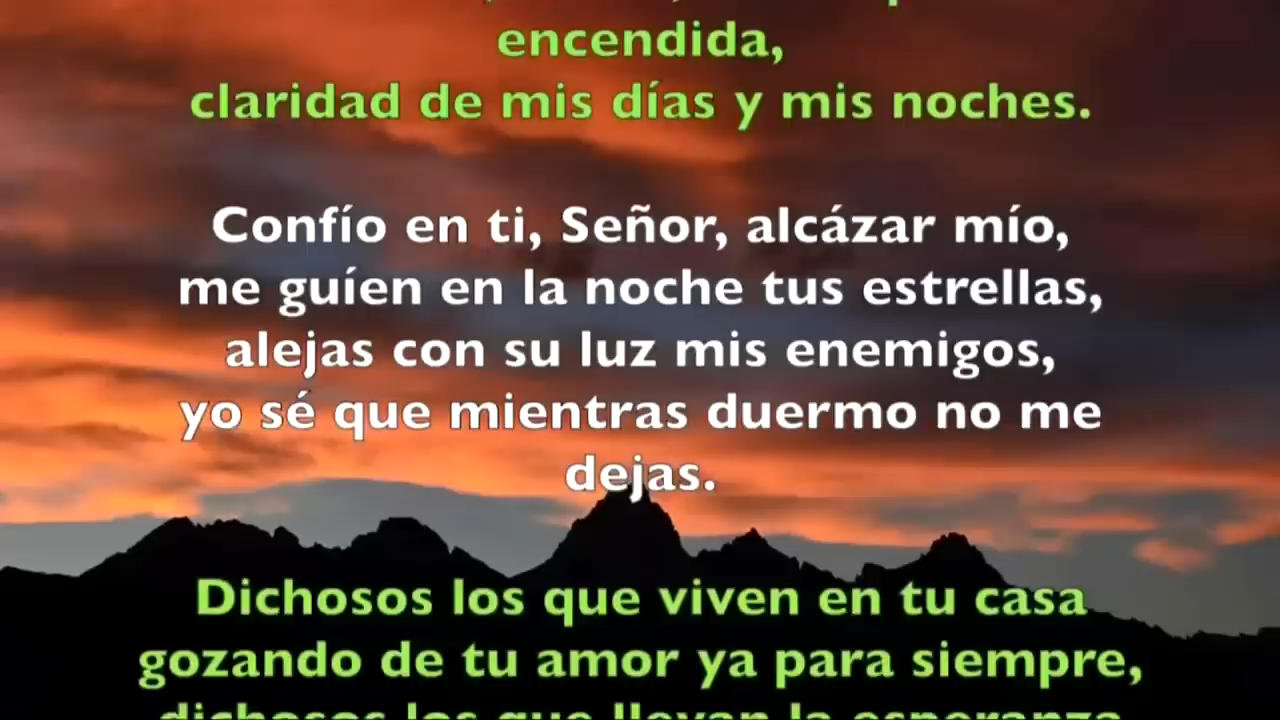 encendida,
claridad de mis días y mis noches.
Confío en ti, Señor, alcázar mío,
me guíen en la noche tus estrellas,
alejas con su luz mis enemigos,
yo sé que mientras duermo no me
dejas.
Dichosos los que viven en tu casa
gozando de tu amor ya para siempre,
dichosos los que llevan la esperanza